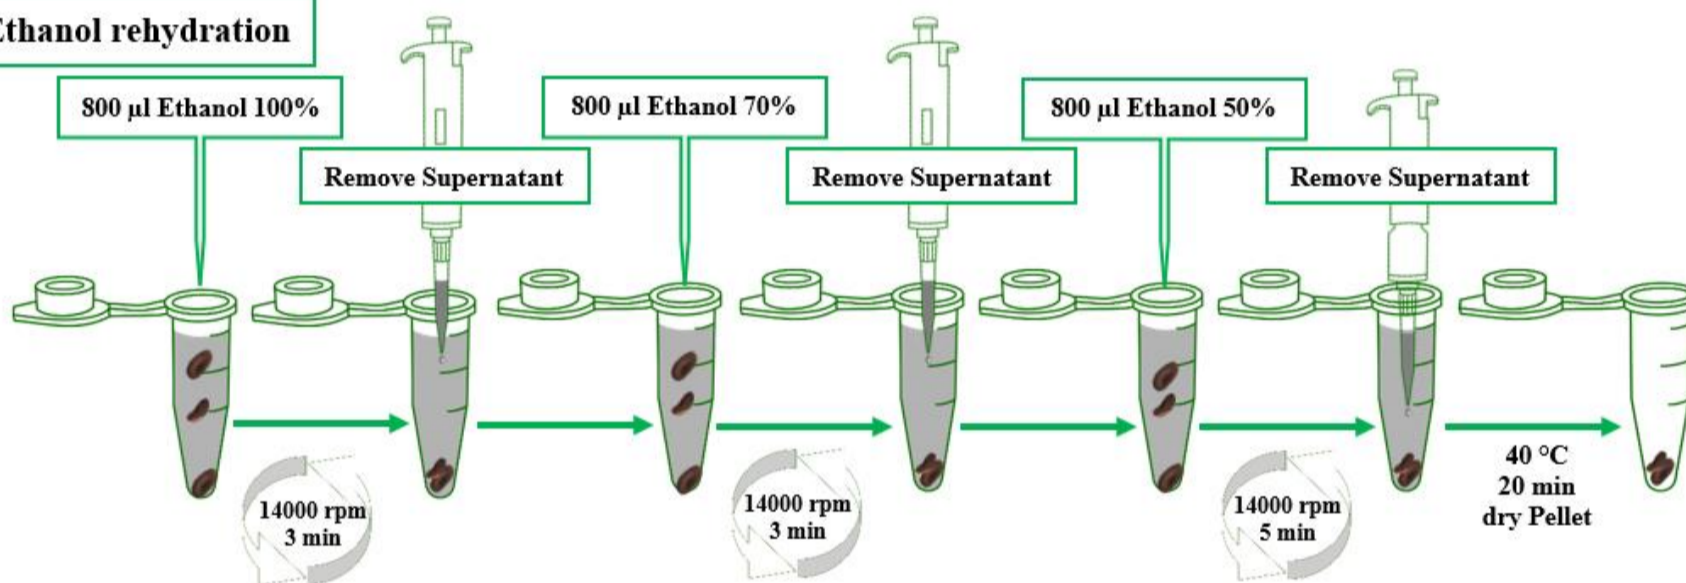 Ethanol rehydration
800 µl Ethanol 100%
Remove Supernatant
800 µl Ethanol 70%
Remove Supernatant
800 µl Ethanol 50%
Remove Supernatant
14000 rpm
3 min
14000 rpm
3 min
14000 rpm
5 min
40 °C
20 min
dry Pellet